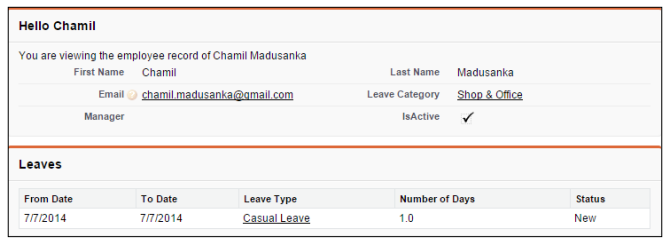 Hello Chamil
You are viewing the employee record of Chamil Madusanka
First Name Chamil Last Name Madusanka
Email chamil.madusanka@gmail.com Leave Category Shop & Office
Manager IsActive
Leaves
From Date To Date Leave Type Number of Days Status
7/7/2014 7/7/2014 Casual Leave 1.0 New